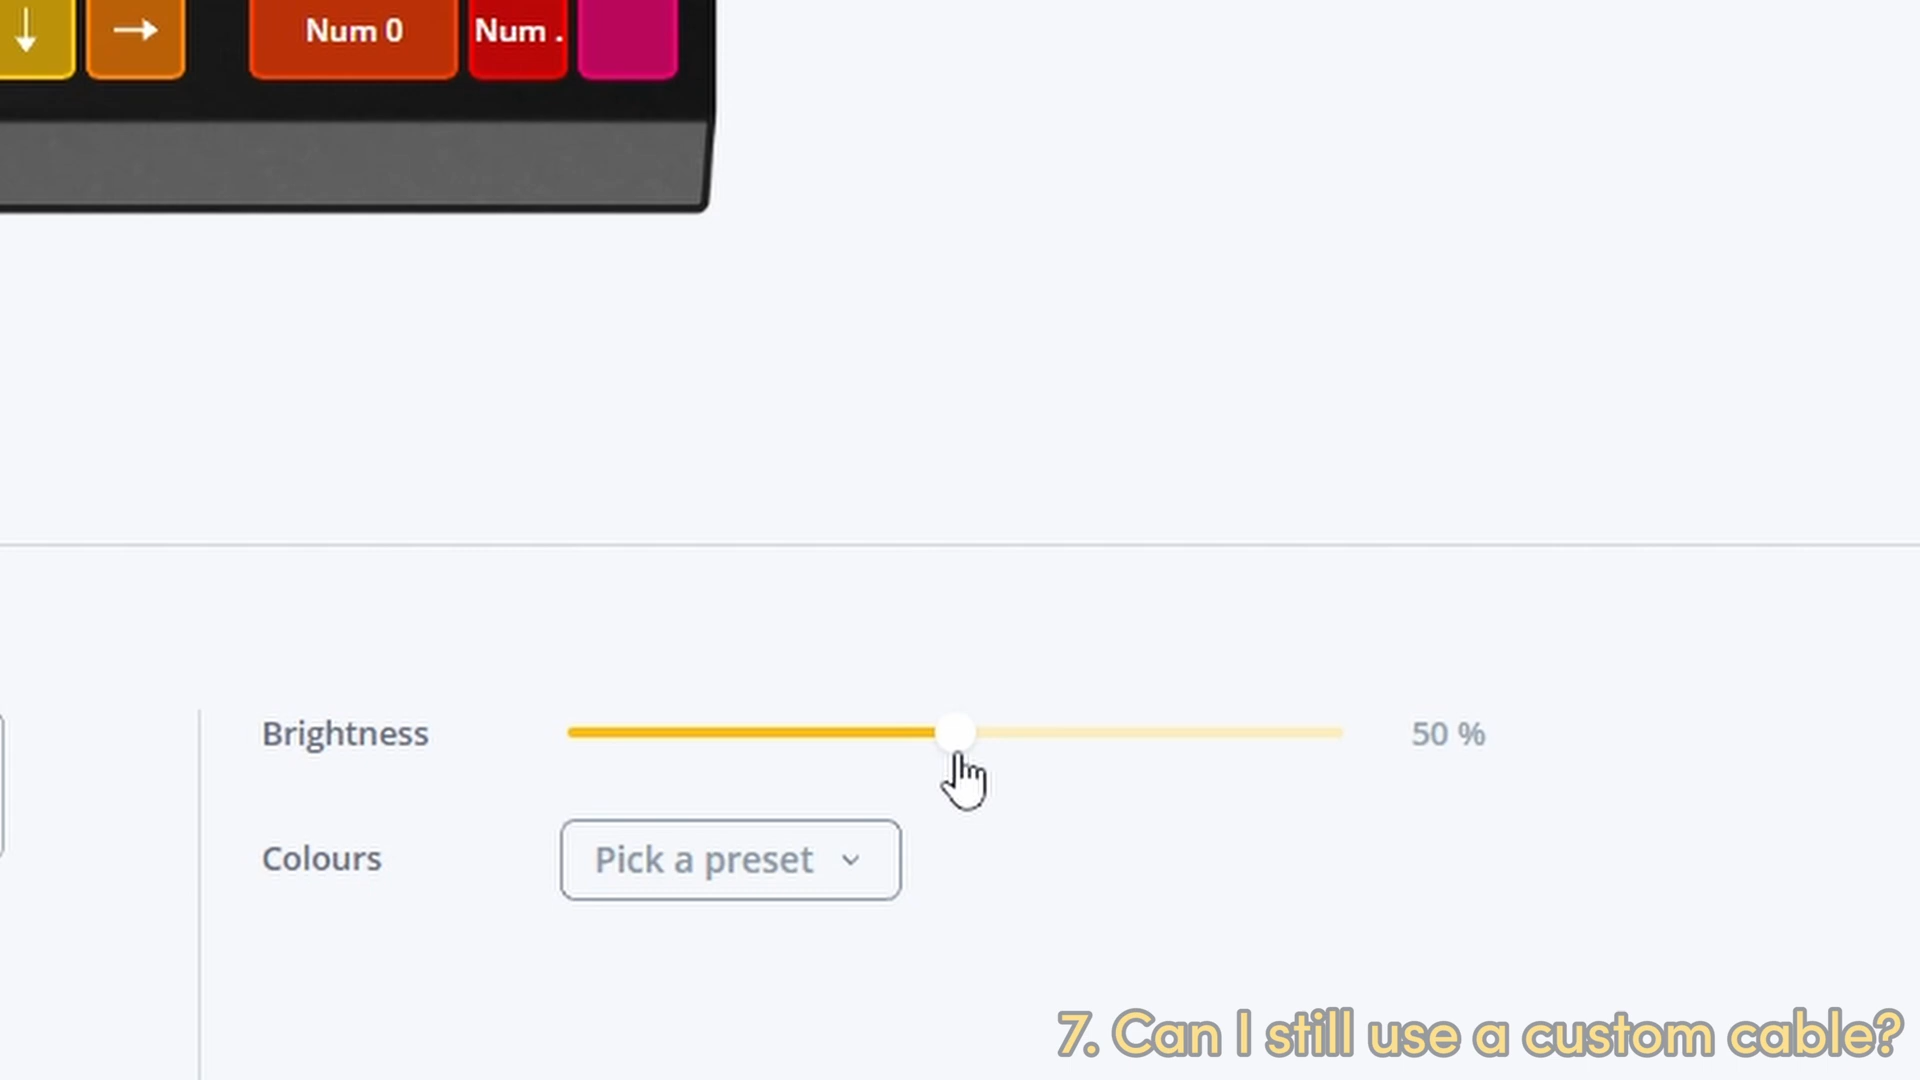 ↓ → Num 0 Num .
Brightness 50 %
Colours Pick a preset
7. Can I still use a custom cable?